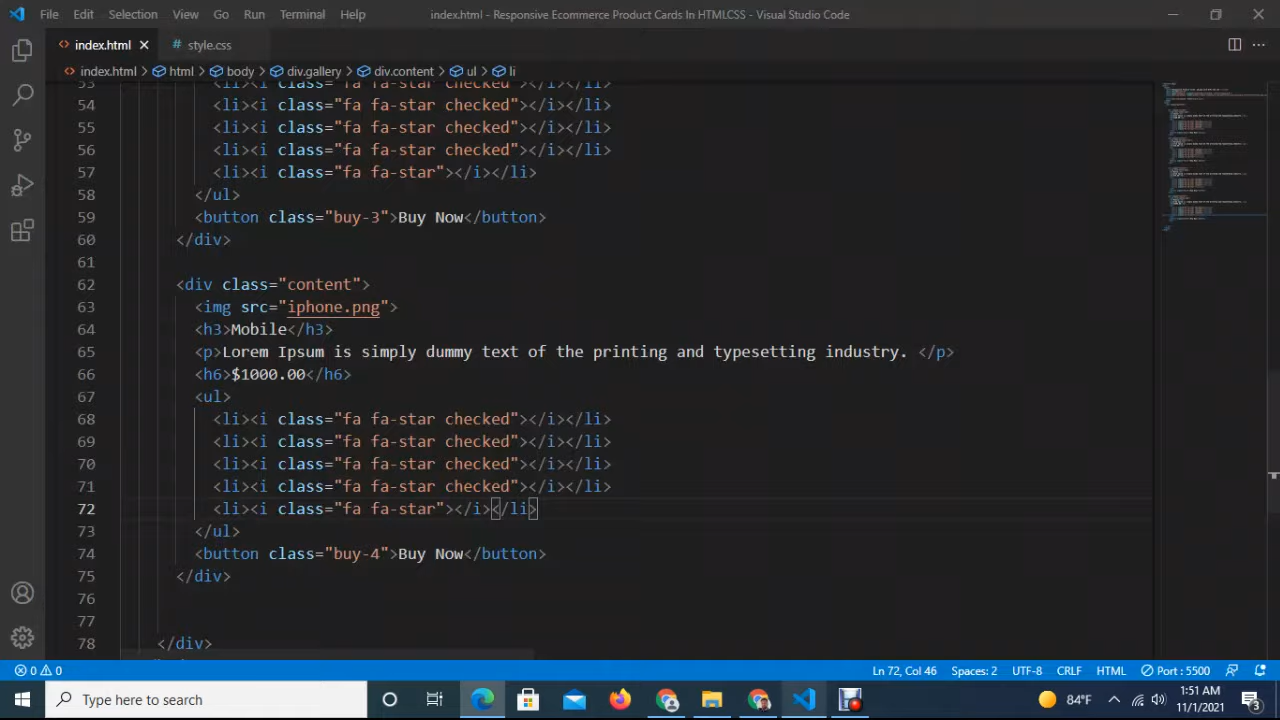 File Edit Selection View Go Run Terminal Help index.html - Responsive Ecommerce Product Cards In HTMLCSS - Visual Studio Code
index.html style.css
index.html html body div.gallery div.content ul li
53 <li><i class="fa fa-star checked"></i></li>
54 <li><i class="fa fa-star checked"></i></li>
55 <li><i class="fa fa-star checked"></i></li>
56 <li><i class="fa fa-star checked"></i></li>
57 <li><i class="fa fa-star"></i></li>
58 </ul>
59 <button class="buy-3">Buy Now</button>
60 </div>
61
62 <div class="content">
63 <img src="iphone.png">
64 <h3>Mobile</h3>
65 <p>Lorem Ipsum is simply dummy text of the printing and typesetting industry. </p>
66 <h6>$1000.00</h6>
67 <ul>
68 <li><i class="fa fa-star checked"></i></li>
69 <li><i class="fa fa-star checked"></i></li>
70 <li><i class="fa fa-star checked"></i></li>
71 <li><i class="fa fa-star checked"></i></li>
72 <li><i class="fa fa-star"></i></li>
73 </ul>
74 <button class="buy-4">Buy Now</button>
75 </div>
76
77
78 </div>
0 0 Ln 72, Col 46 Spaces: 2 UTF-8 CRLF HTML Port : 5500
Type here to search 84°F 1:51 AM
11/1/2021 3